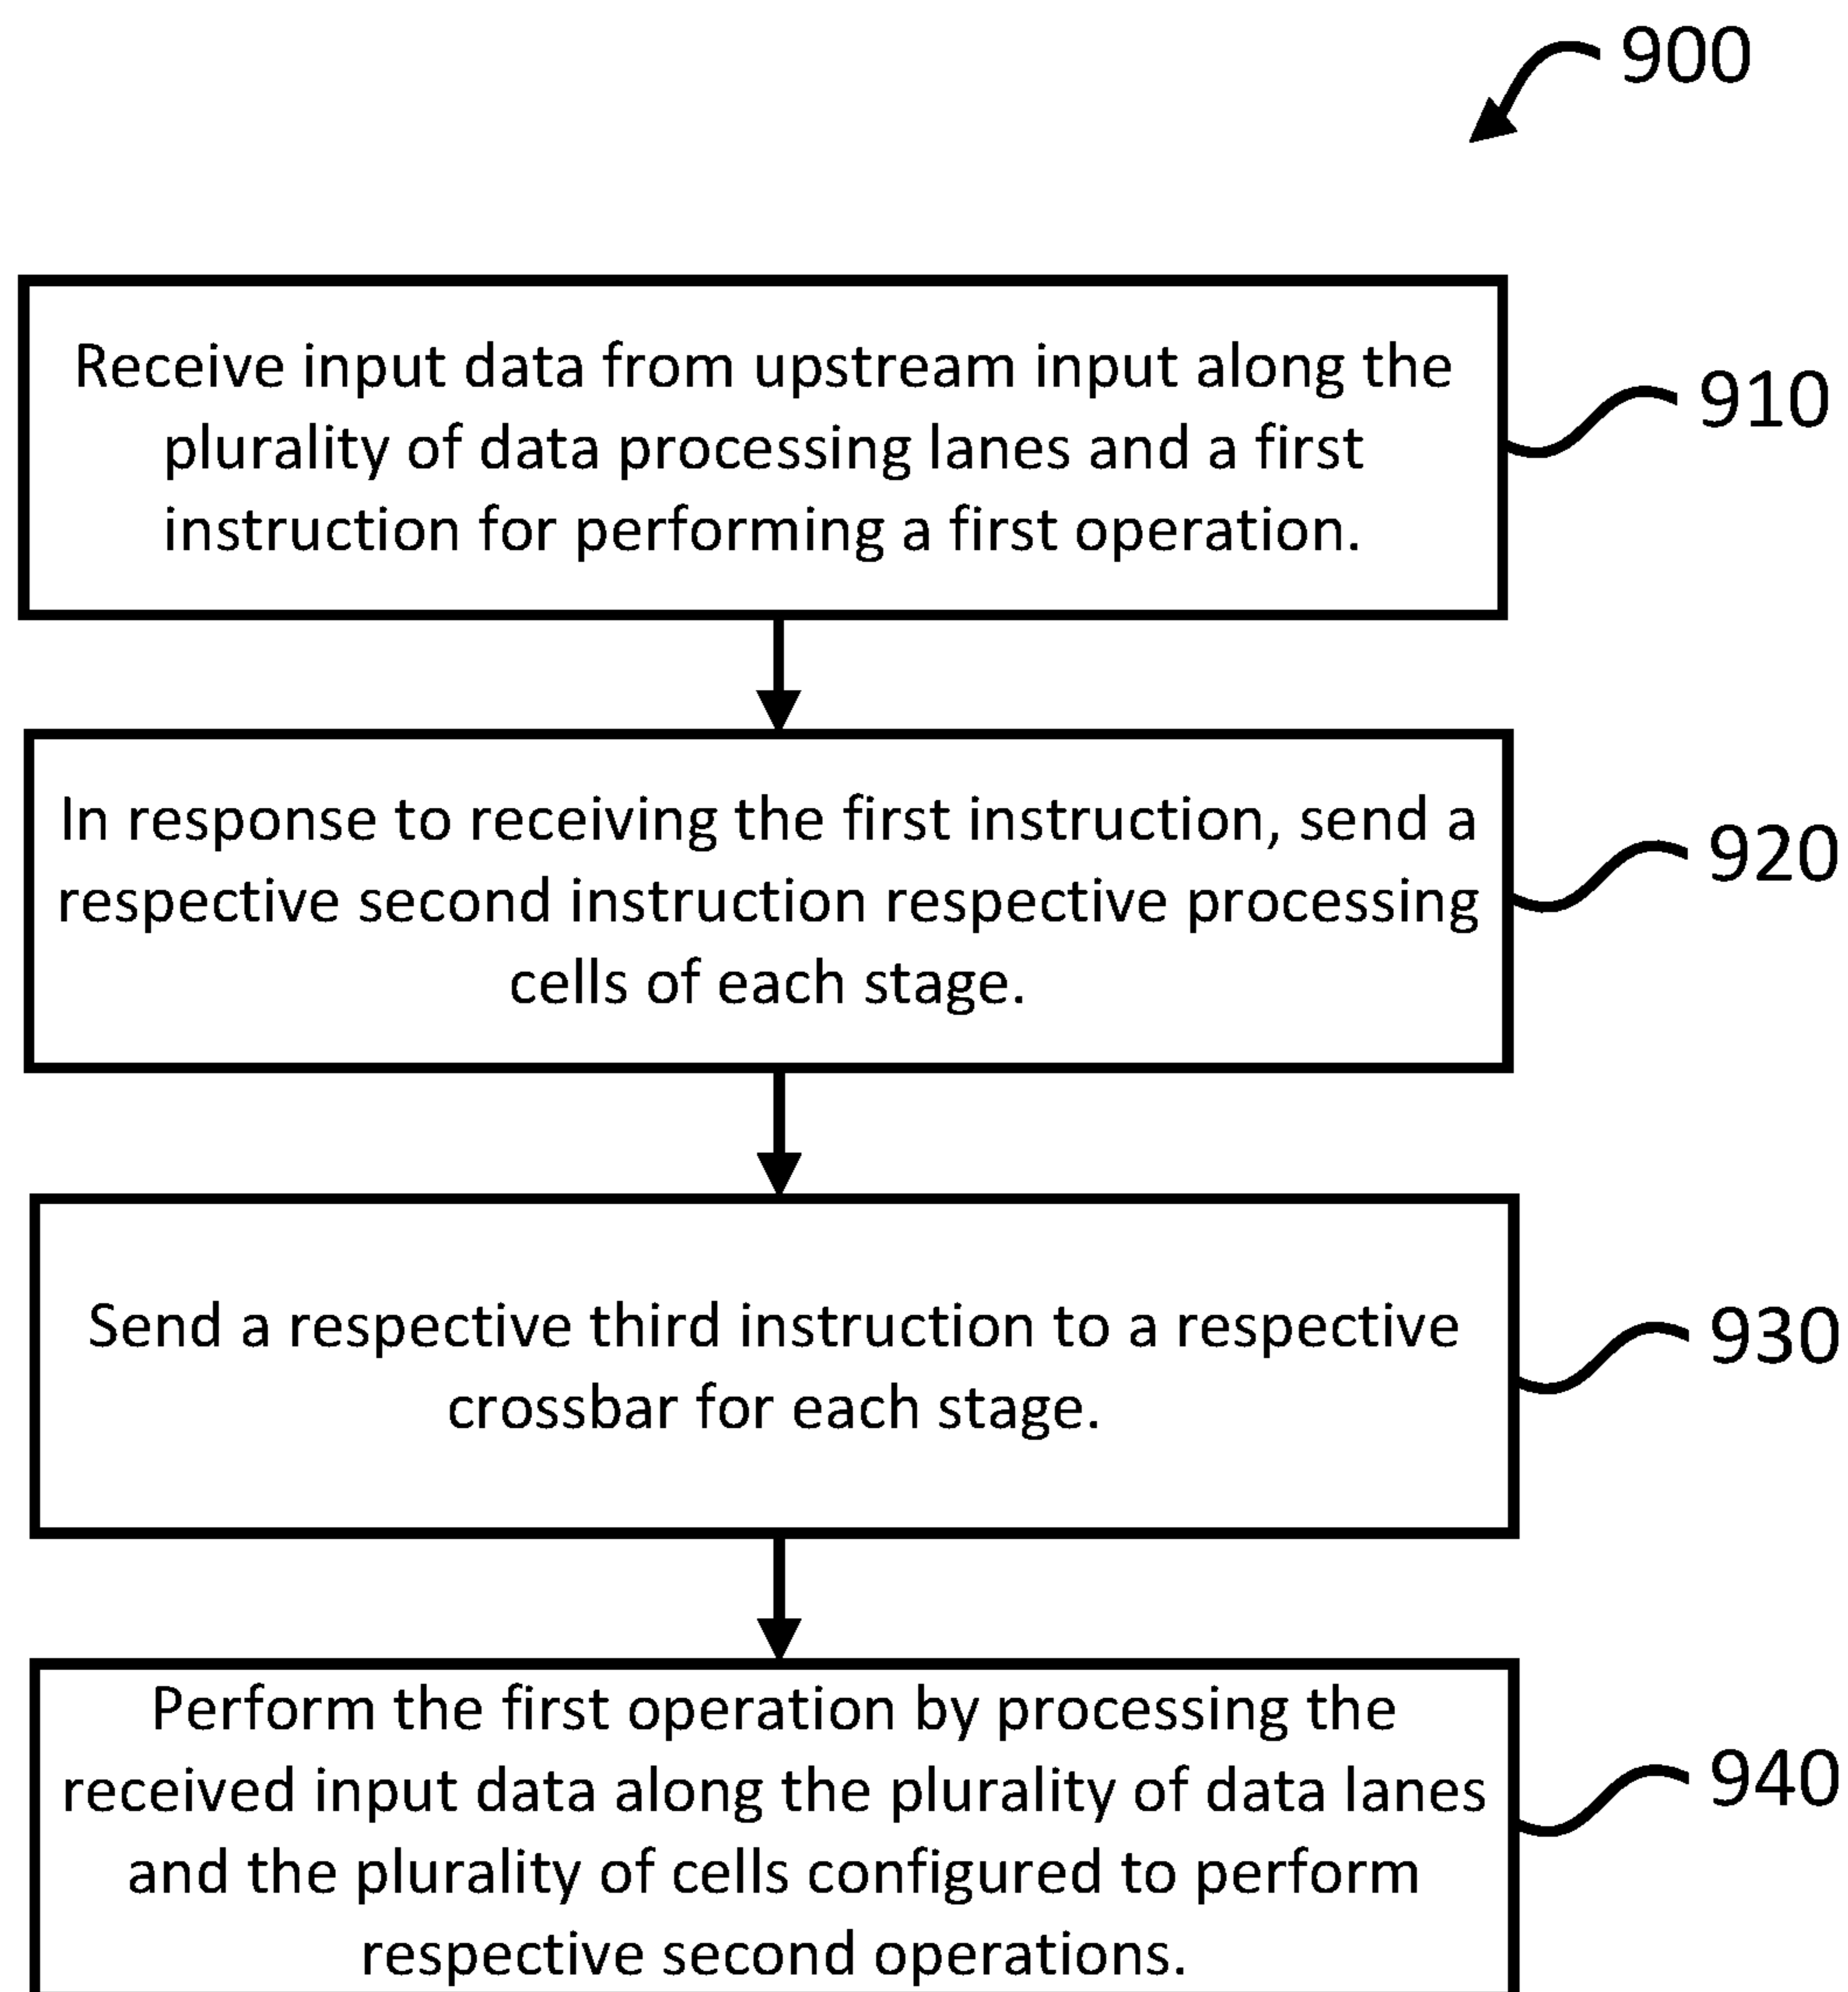 900
Receive input data from upstream input along the
plurality of data processing lanes and a first
instruction for performing a first operation.
910
In response to receiving the first instruction, send a
respective second instruction respective processing
cells of each stage.
920
Send a respective third instruction to a respective
crossbar for each stage.
930
Perform the first operation by processing the
received input data along the plurality of data lanes
and the plurality of cells configured to perform
respective second operations.
940